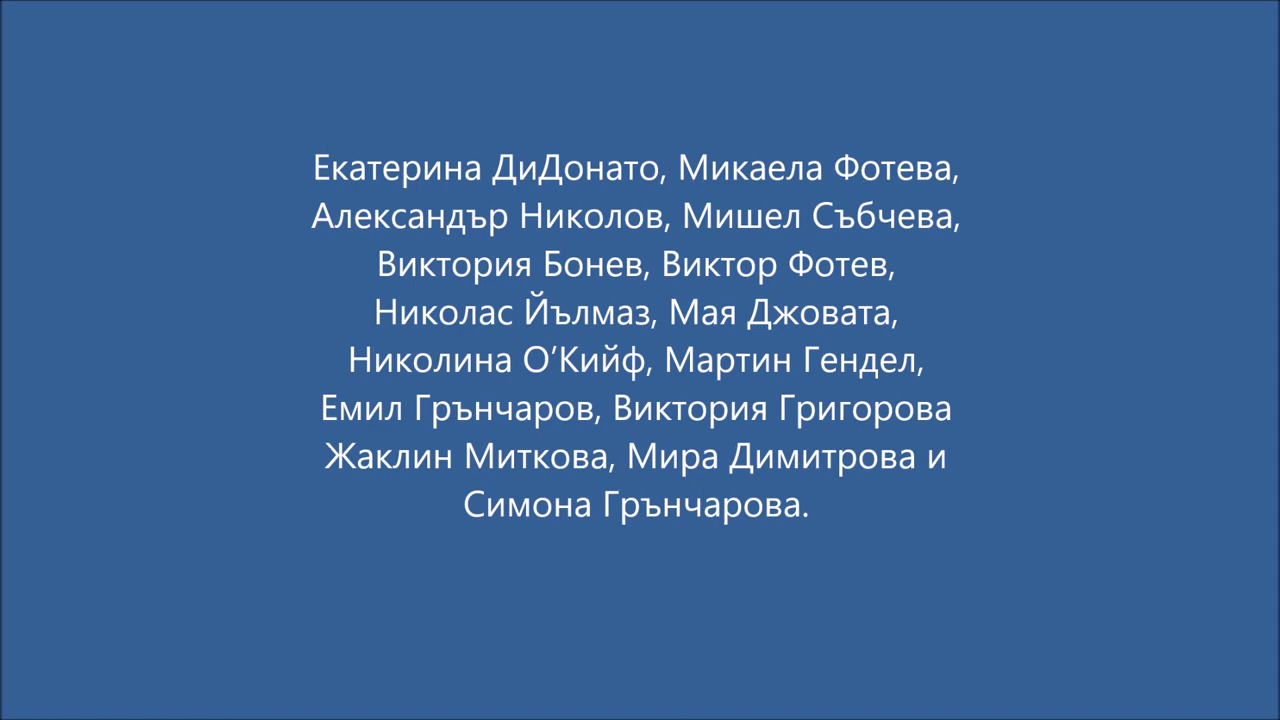 Екатерина ДиДонато, Микаела Фотева,
Александър Николов, Мишел Събчева,
Виктория Бонев, Виктор Фотев,
Николас Йълмаз, Мая Джовата,
Николина О’Кийф, Мартин Гендел,
Емил Грънчаров, Виктория Григорова
Жаклин Миткова, Мира Димитрова и
Симона Грънчарова.